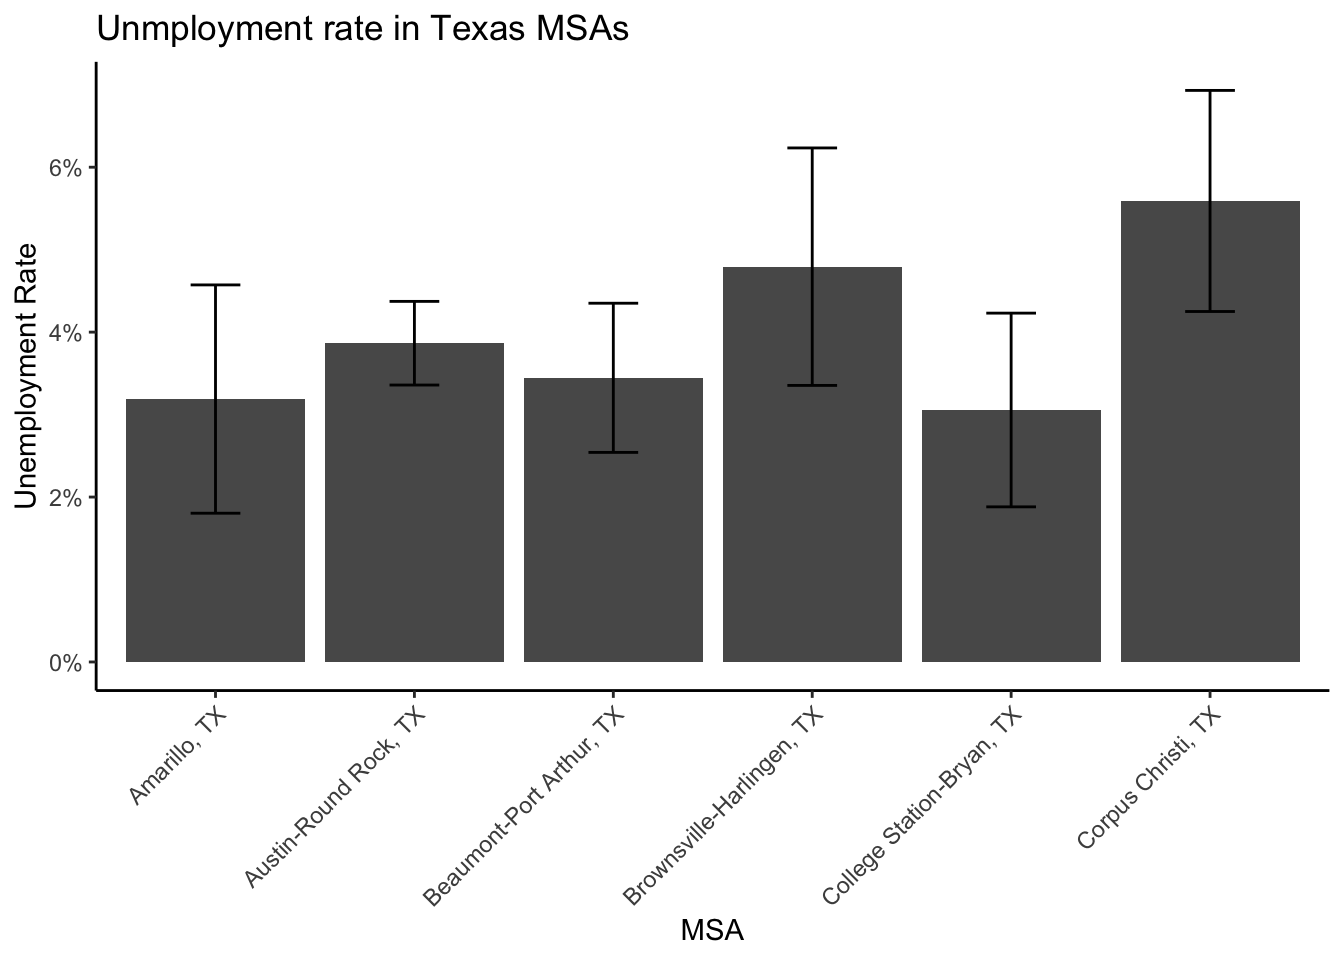 Unmployment rate in Texas MSAs
Unemployment Rate
6%
4%
2%
0%
Amarillo, TX
Austin-Round Rock, TX
Beaumont-Port Arthur, TX
Brownsville-Harlingen, TX
College Station-Bryan, TX
Corpus Christi, TX
MSA